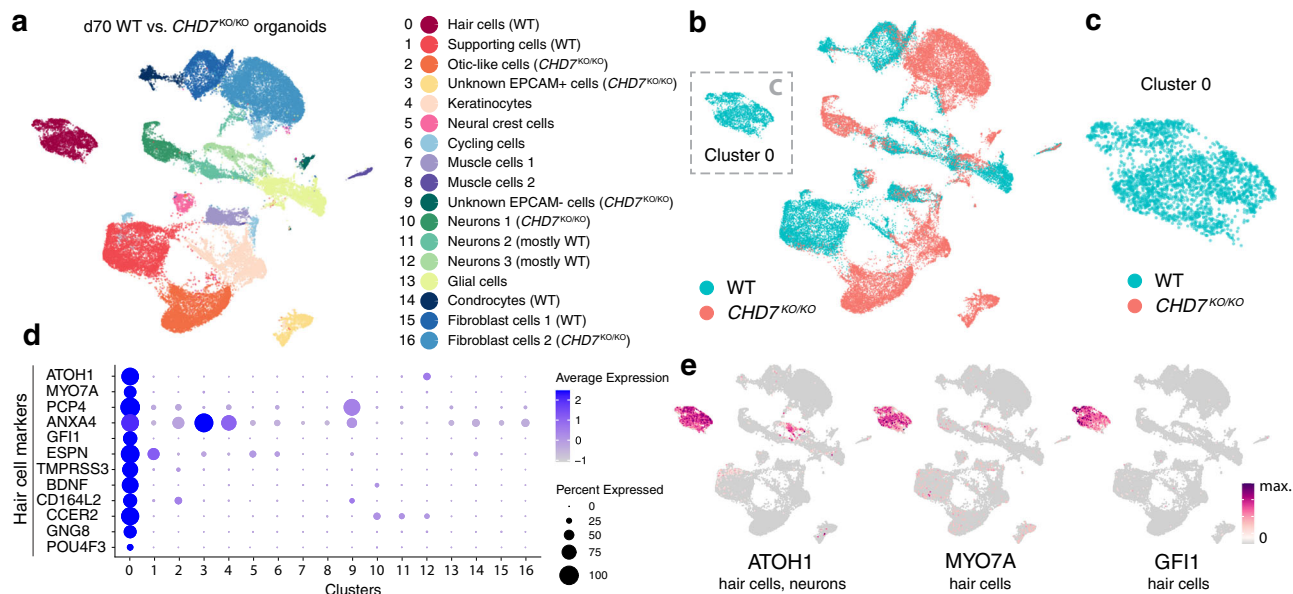 a
d70 WT vs. CHD7KO/KO organoids
0 Hair cells (WT)
1 Supporting cells (WT)
2 Otic-like cells (CHD7KO/KO)
3 Unknown EPCAM+ cells (CHD7KO/KO)
4 Keratinocytes
5 Neural crest cells
6 Cycling cells
7 Muscle cells 1
8 Muscle cells 2
9 Unknown EPCAM- cells (CHD7KO/KO)
10 Neurons 1 (CHD7KO/KO)
11 Neurons 2 (mostly WT)
12 Neurons 3 (mostly WT)
13 Glial cells
14 Condrocytes (WT)
15 Fibroblast cells 1 (WT)
16 Fibroblast cells 2 (CHD7KO/KO)
b
C
Cluster 0
WT
CHD7KO/KO
c
Cluster 0
WT
CHD7KO/KO
d
Hair cell markers
ATOH1
MYO7A
PCP4
ANXA4
GFI1
ESPN
TMPRSS3
BDNF
CD164L2
CCER2
GNG8
POU4F3
0 1 2 3 4 5 6 7 8 9 10 11 12 13 14 15 16
Clusters
Average Expression
2
1
0
−1
Percent Expressed
0
25
50
75
100
e
ATOH1
hair cells, neurons
MYO7A
hair cells
GFI1
hair cells
max.
0